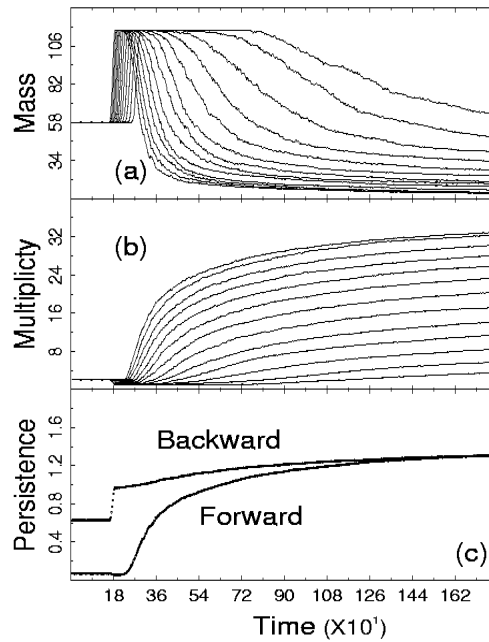 Mass
106
82
58
34
(a)
Multiplicty
32
24
16
8
(b)
Persistence
1.6
1.2
0.8
0.4
Backward
Forward
(c)
18 36 54 72 90 108 126 144 162
Time (X10¹)